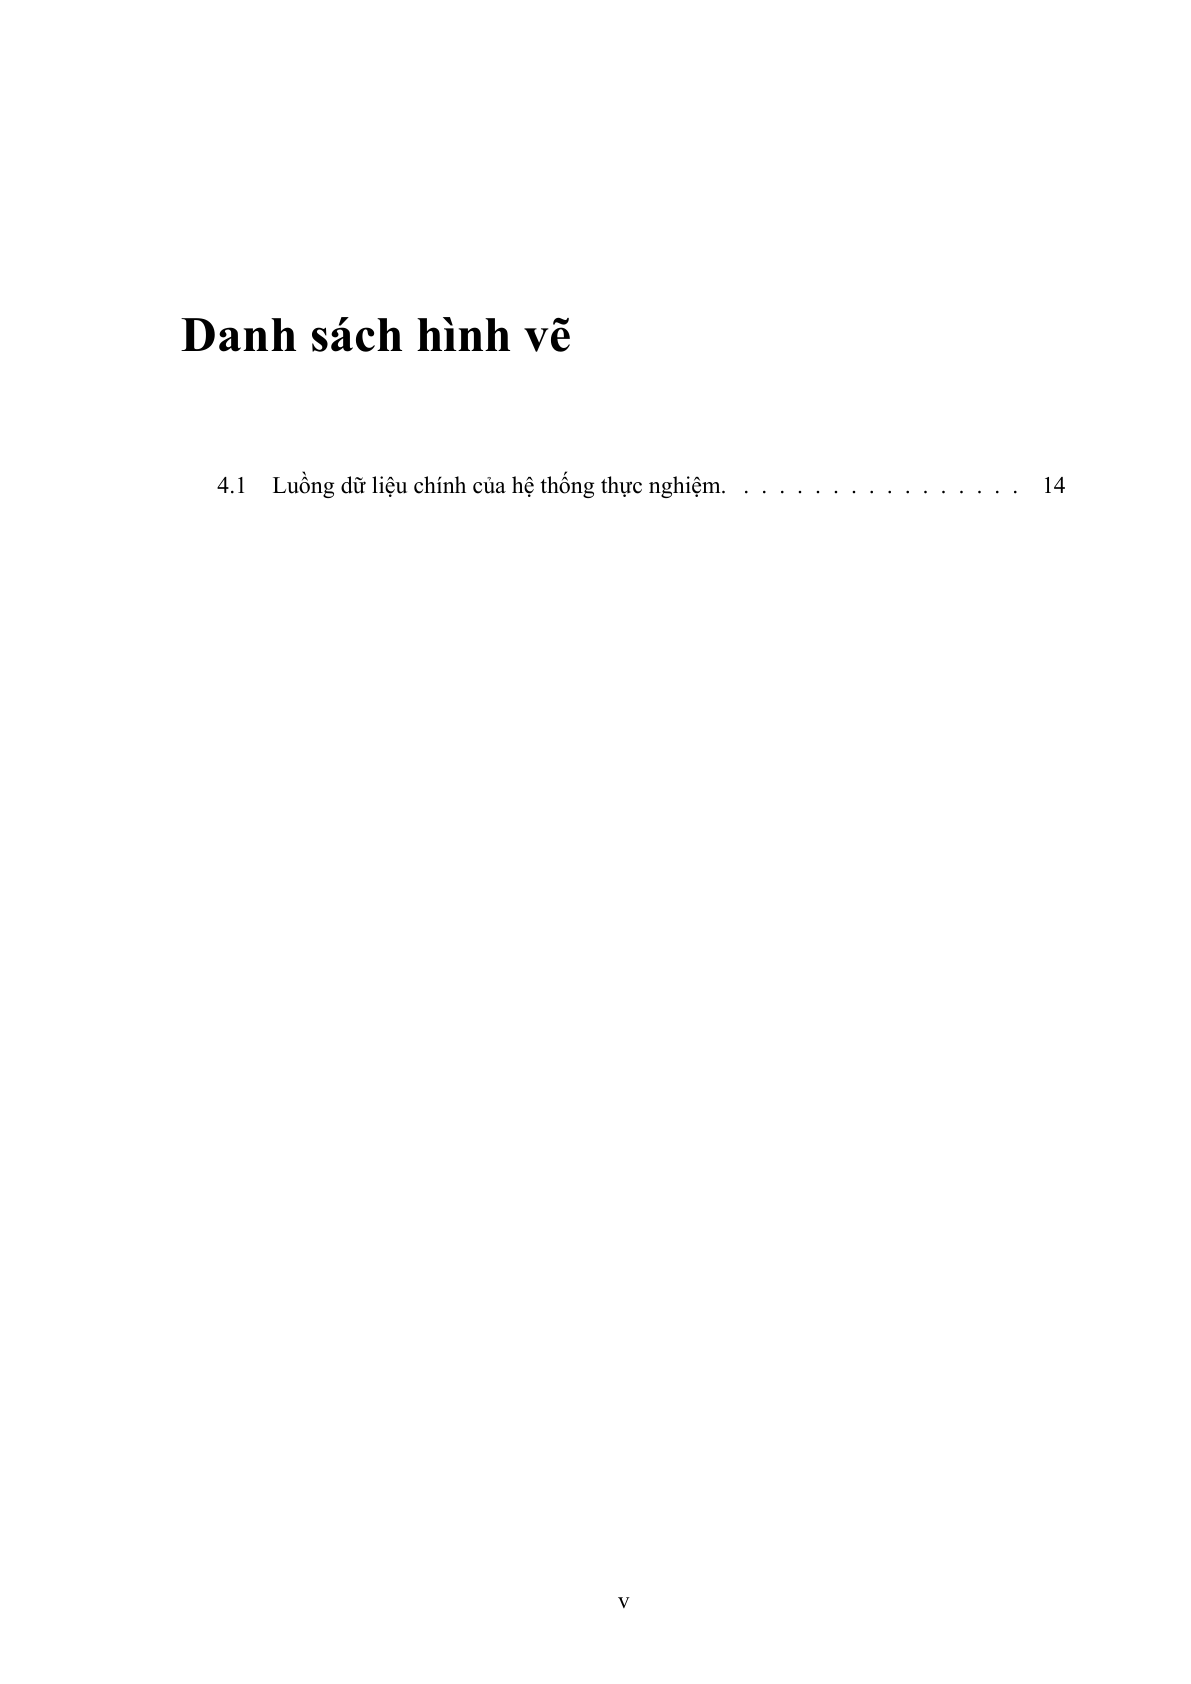 Danh sách hình vẽ
4.1 Luồng dữ liệu chính của hệ thống thực nghiệm. . . . . . . . . . . . . . . . . 14
v